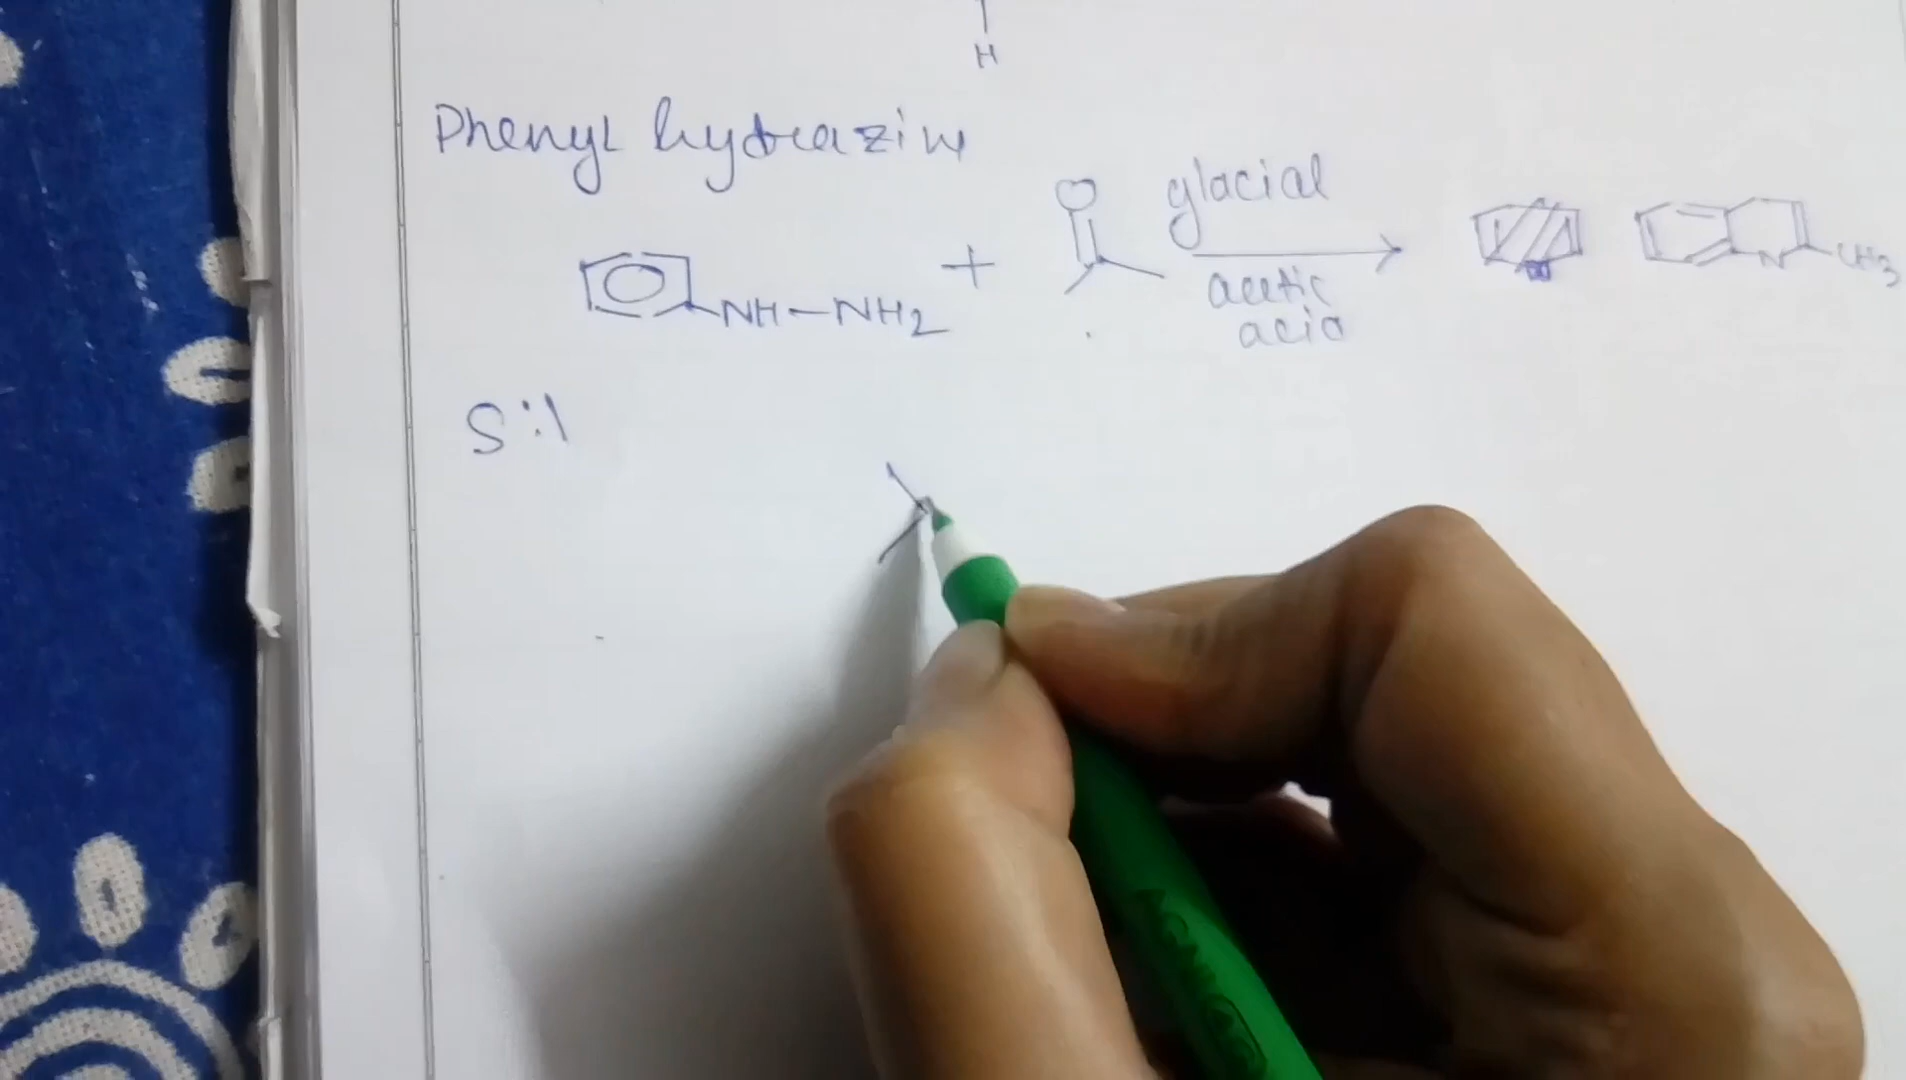 H
Phenyl hydrazine
O
glacial
NH-NH2 + acetic
acid
N CH3
S:1